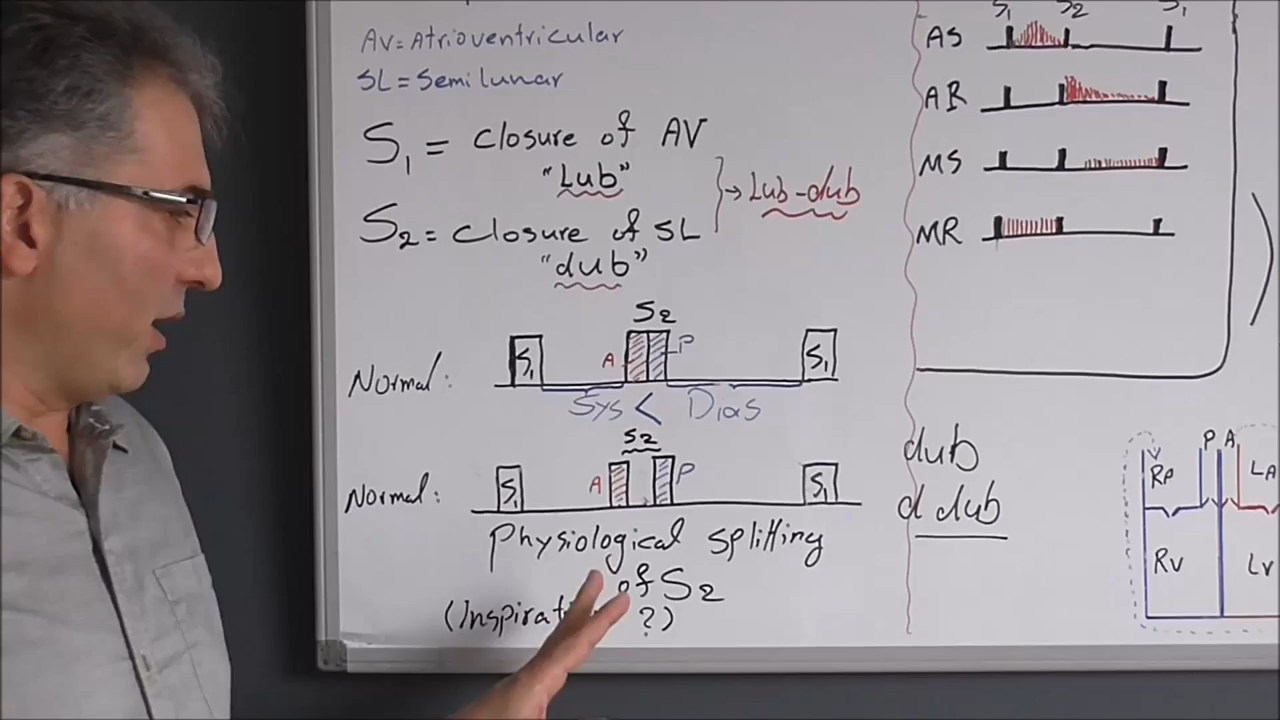 AV = Atrioventricular
SL = Semilunar
S1 = Closure of AV
"Lub"
S2 = Closure of SL
"dub"
→ Lub-dub
S2
Normal: S1 A P S1
Sys < Dias
S2
Normal: S1 A P S1
Physiological splitting
of S2
(Inspirati ?)
S1 S2 S1
AS
AR
MS
MR
dub
d dub
P A
RA LA
RV LV